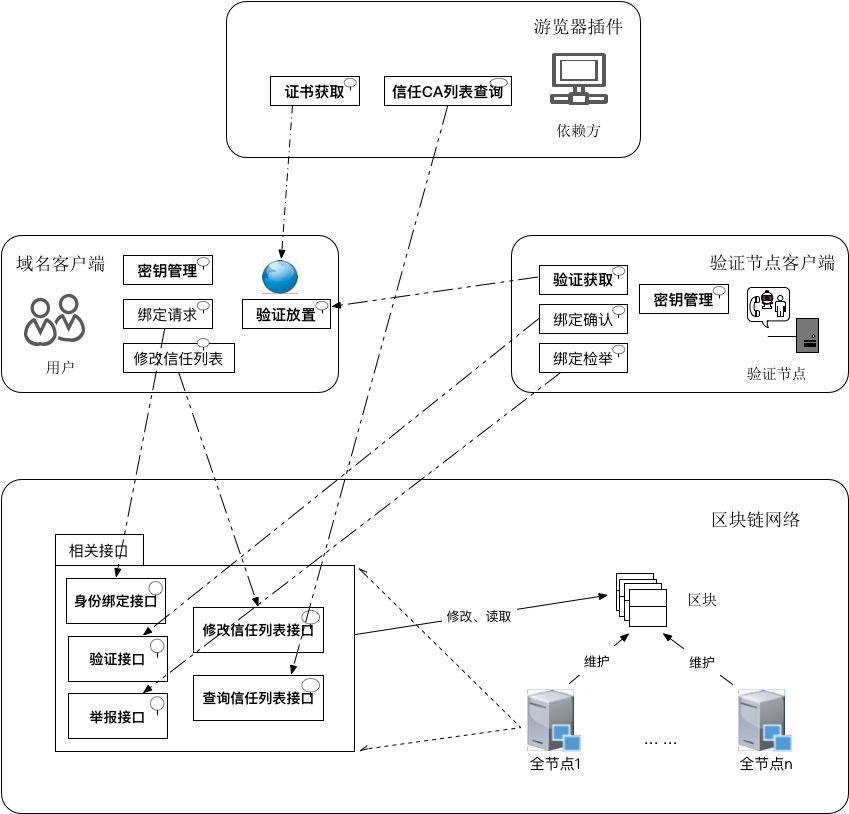 游览器插件
证书获取
信任CA列表查询
依赖方
域名客户端
密钥管理
绑定请求
修改信任列表
用户
验证放置
验证节点客户端
验证获取
绑定确认
绑定检举
密钥管理
验证节点
区块链网络
相关接口
身份绑定接口
验证接口
举报接口
修改信任列表接口
查询信任列表接口
修改、读取
区块
维护
维护
全节点1
... ...
全节点n